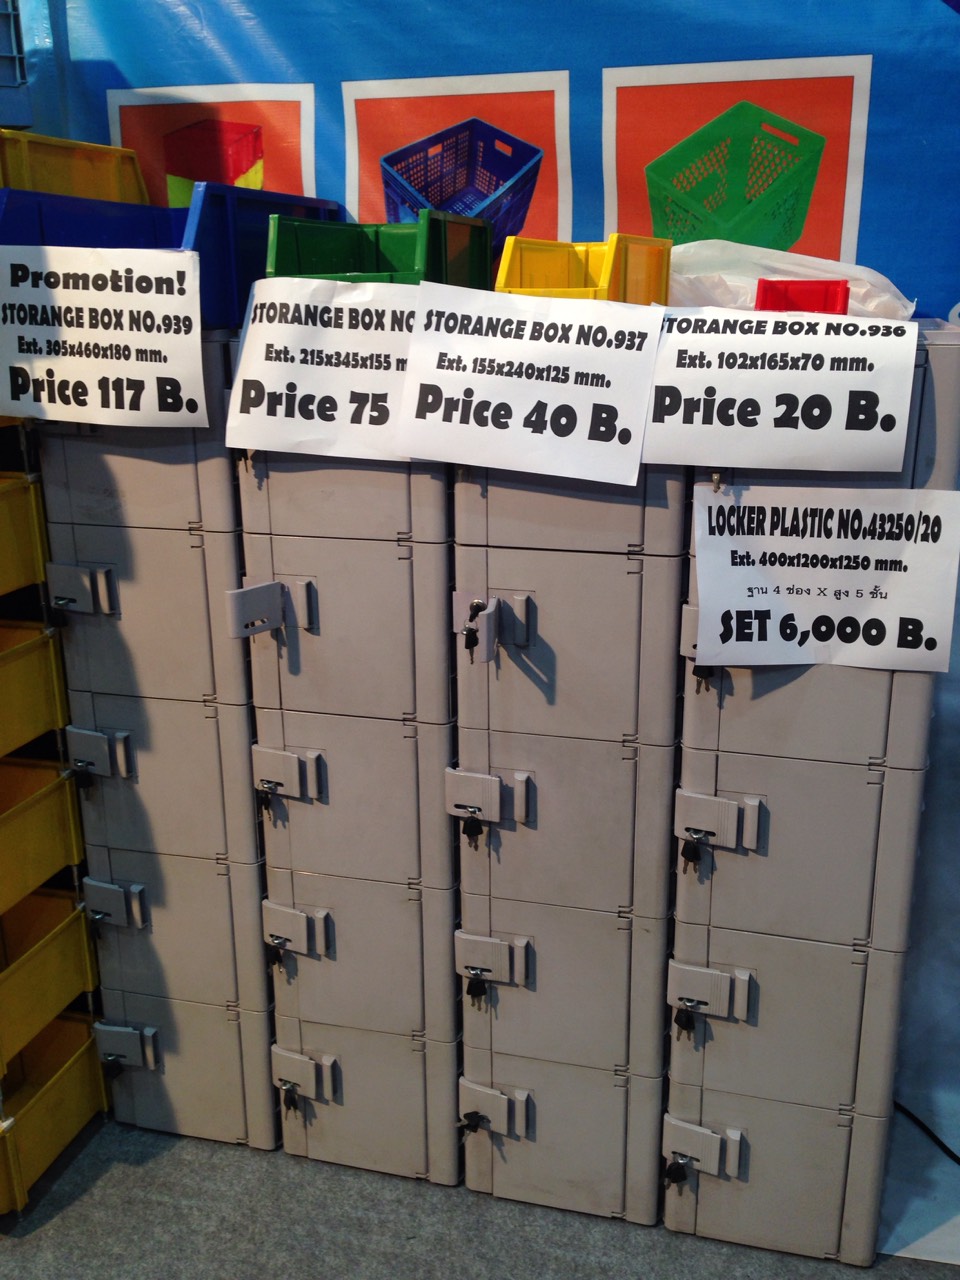 Promotion!
STORANGE BOX NO.939
Ext. 305x460x180 mm.
Price 117 B.
STORANGE BOX NO
Ext. 215x345x155 m
Price 75
STORANGE BOX NO.937
Ext. 155x240x125 mm.
Price 40 B.
TORANGE BOX NO.936
Ext. 102x165x70 mm.
Price 20 B.
LOCKER PLASTIC NO.43250/20
Ext. 400x1200x1250 mm.
ฐาน 4 ช่อง X สูง 5 ชั้น
SET 6,000 B.